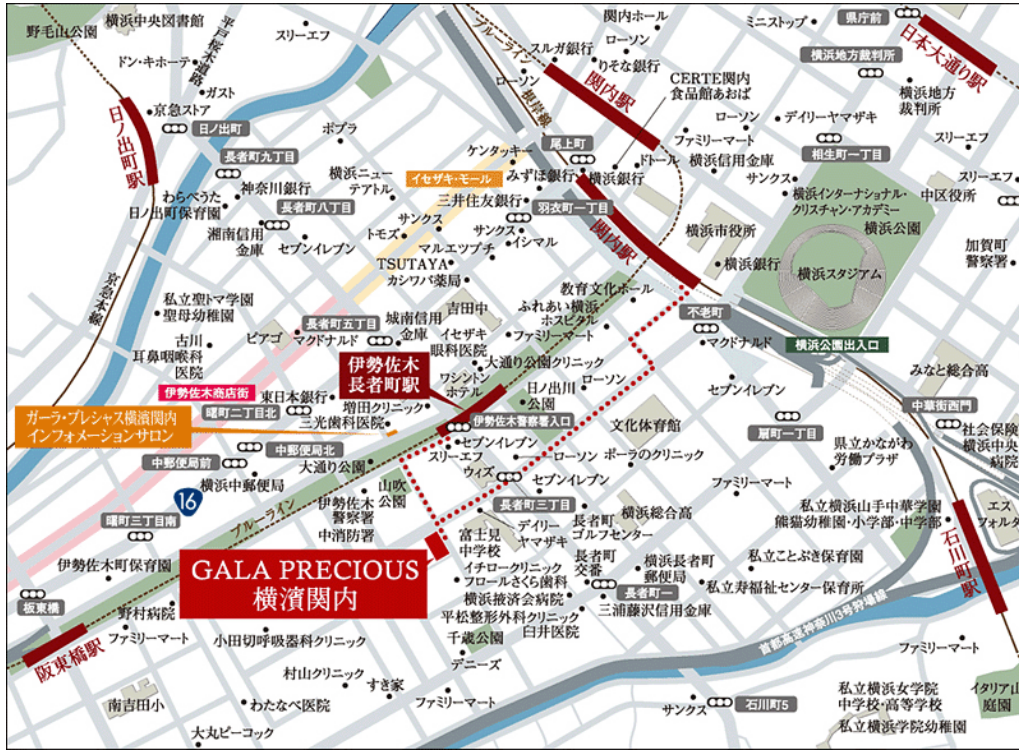 横浜中央図書館
野毛山公園
スリーエフ
平戸桜木道路
ドン・キホーテ
ガスト
京急ストア
日ノ出町
日ノ出町駅
長者町九丁目
ポプラ
神奈川銀行
わらべうた
日ノ出町保育園
長者町八丁目
湘南信用
金庫
セブンイレブン
横浜ニュー
テアトル
イセザキ・モール
ケンタッキー
みずほ銀行
三井住友銀行
サンクス
トモズ
マルエツプチ
サンクス
イシマル
TSUTAYA
カシワバ薬局
ブルーライン
根岸線
関内ホール
ローソン
スルガ銀行
りそな銀行
ローソン
関内駅
CERTE関内
食品館あおば
尾上町
横浜銀行
ドトール
羽衣町一丁目
関内駅
ミニストップ
県庁前
日本大通り駅
横浜地方裁判所
横浜地方
裁判所
デイリーヤマザキ
ローソン
ファミリーマート
横浜信用金庫
相生町一丁目
スリーエフ
サンクス
横浜インターナショナル・
クリスチャン・アカデミー
中区役所
スリーエフ
横浜公園
横浜市役所
横浜銀行
横浜スタジアム
加賀町
警察署
京急本線
私立聖トマ学園
聖母幼稚園
古川
耳鼻咽喉科
医院
ピアゴ
長者町五丁目
マクドナルド
城南信用
金庫
吉田中
イセザキ
眼科医院
教育文化ホール
ふれあい横浜
ホスピタル
ファミリーマート
大通り公園クリニック
不老町
マクドナルド
横浜公園出入口
伊勢佐木
長者町駅
ワシントン
ホテル
日ノ出川
公園
ローソン
セブンイレブン
みなと総合高
伊勢佐木商店街
東日本銀行
曙町二丁目北
増田クリニック
三光歯科医院
伊勢佐木警察署入口
中華街西門
ガーラ・プレシャス横濱関内
インフォメーションサロン
中郵便局北
中郵便局前
大通り公園
横浜中郵便局
セブンイレブン
スリーエフ
ウィズ
ローソン
文化体育館
ポーラのクリニック
扇町一丁目
県立かながわ
労働プラザ
社会保険
横浜中央
病院
16
曙町三丁目南
ブルーライン
山吹
公園
伊勢佐木
警察署
中消防署
セブンイレブン
長者町三丁目
ファミリーマート
富士見
中学校
デイリー
ヤマザキ
長者町
ゴルフセンター
横浜総合高
私立横浜山手中華学園
熊猫幼稚園・小学部・中学部
エス
フォルタ
石川町駅
GALA PRECIOUS
横濱関内
イチロークリニック
フロールさくら歯科
長者町
交番
横浜長者町
郵便局
私立ことぶき保育園
伊勢佐木町保育園
横浜掖済会病院
長者町一
私立寿福祉センター保育所
板東橋
阪東橋駅
野村病院
ファミリーマート
平松整形外科クリニック
臼井医院
三浦藤沢信用金庫
首都高速神奈川3号狩場線
小田切呼吸器科クリニック
千歳公園
デニーズ
ファミリーマート
村山クリニック
すき家
ファミリーマート
南吉田小
わたなべ医院
大丸ピーコック
サンクス
石川町5
私立横浜女学院
中学校・高等学校
私立横浜学院幼稚園
イタリア山
庭園